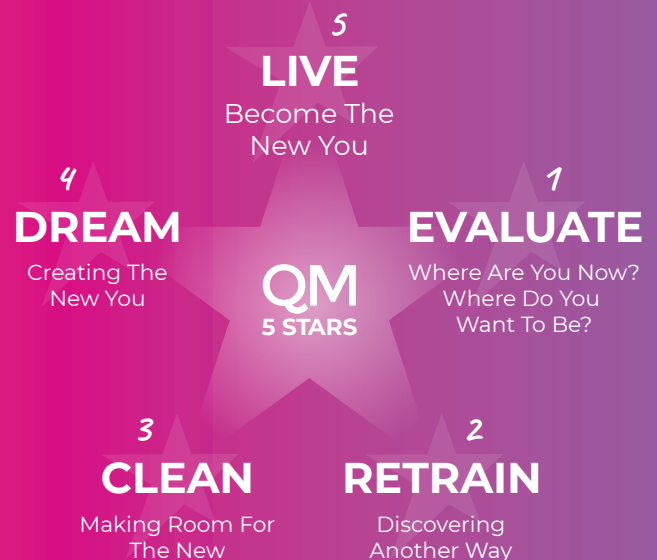 5
LIVE
Become The
New You
4
DREAM
Creating The
New You
1
EVALUATE
Where Are You Now?
Where Do You
Want To Be?
QM
5 STARS
3
CLEAN
Making Room For
The New
2
RETRAIN
Discovering
Another Way